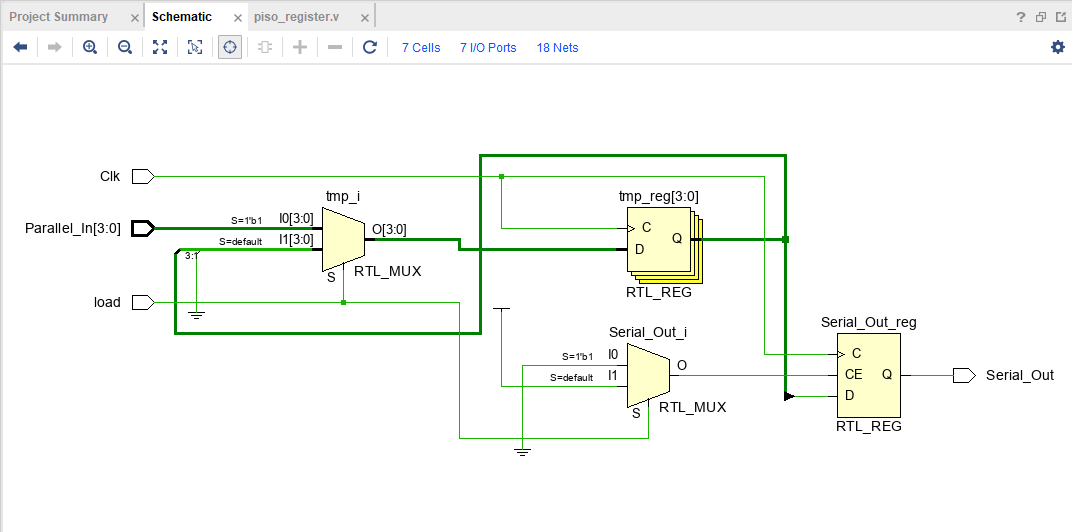 Project Summary
Schematic
piso_register.v
7 Cells
7 I/O Ports
18 Nets
Clk
Parallel_In[3:0]
load
tmp_i
S=1'b1
I0[3:0]
S=default
I1[3:0]
3:1
O[3:0]
S
RTL_MUX
tmp_reg[3:0]
C
D
Q
RTL_REG
Serial_Out_i
S=1'b1
I0
S=default
I1
O
S
RTL_MUX
Serial_Out_reg
C
CE
D
Q
RTL_REG
Serial_Out